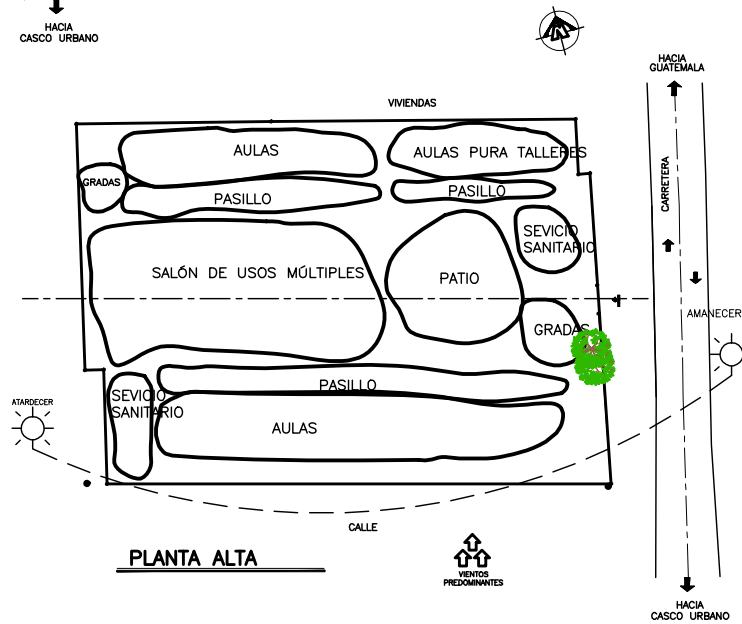 HACIA
CASCO URBANO
N
HACIA
GUATEMALA
VIVIENDAS
AULAS
AULAS PURA TALLERES
GRADAS
PASILLO
PASILLO
CARRETERA
SEVICIO
SANITARIO
SALÓN DE USOS MÚLTIPLES
PATIO
AMANECER
GRADAS
PASILLO
SEVICIO
SANITARIO
ATARDECER
AULAS
CALLE
PLANTA ALTA
VIENTOS
PREDOMINANTES
HACIA
CASCO URBANO